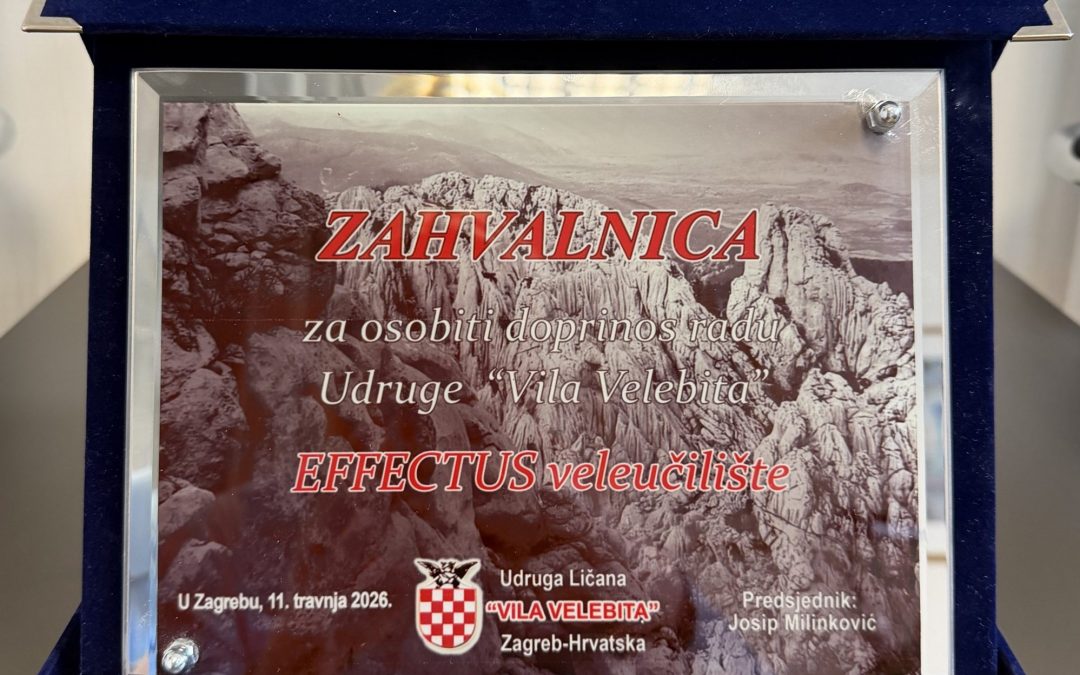 ZAHVALNICA
za osobiti doprinos radu
Udruge “Vila Velebita”
EFFECTUS veleučilište
U Zagrebu, 11. travnja 2026.
Udruga Ličana
“VILA VELEBITA”
Zagreb-Hrvatska
Predsjednik:
Josip Milinković